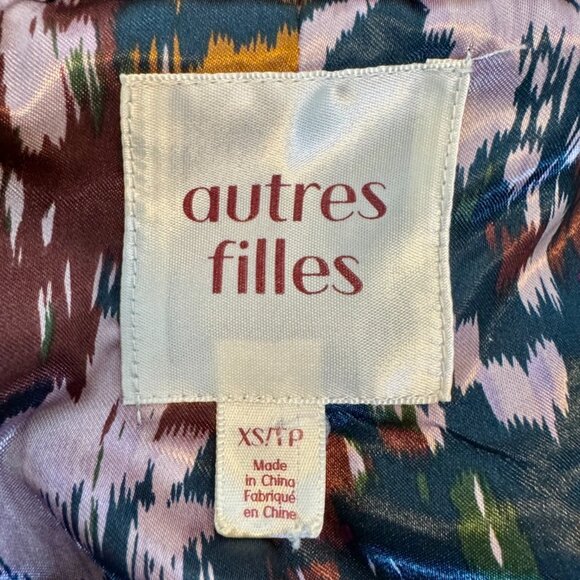 autres
filles
XS/TP
Made
in China
Fabriqué
en Chine